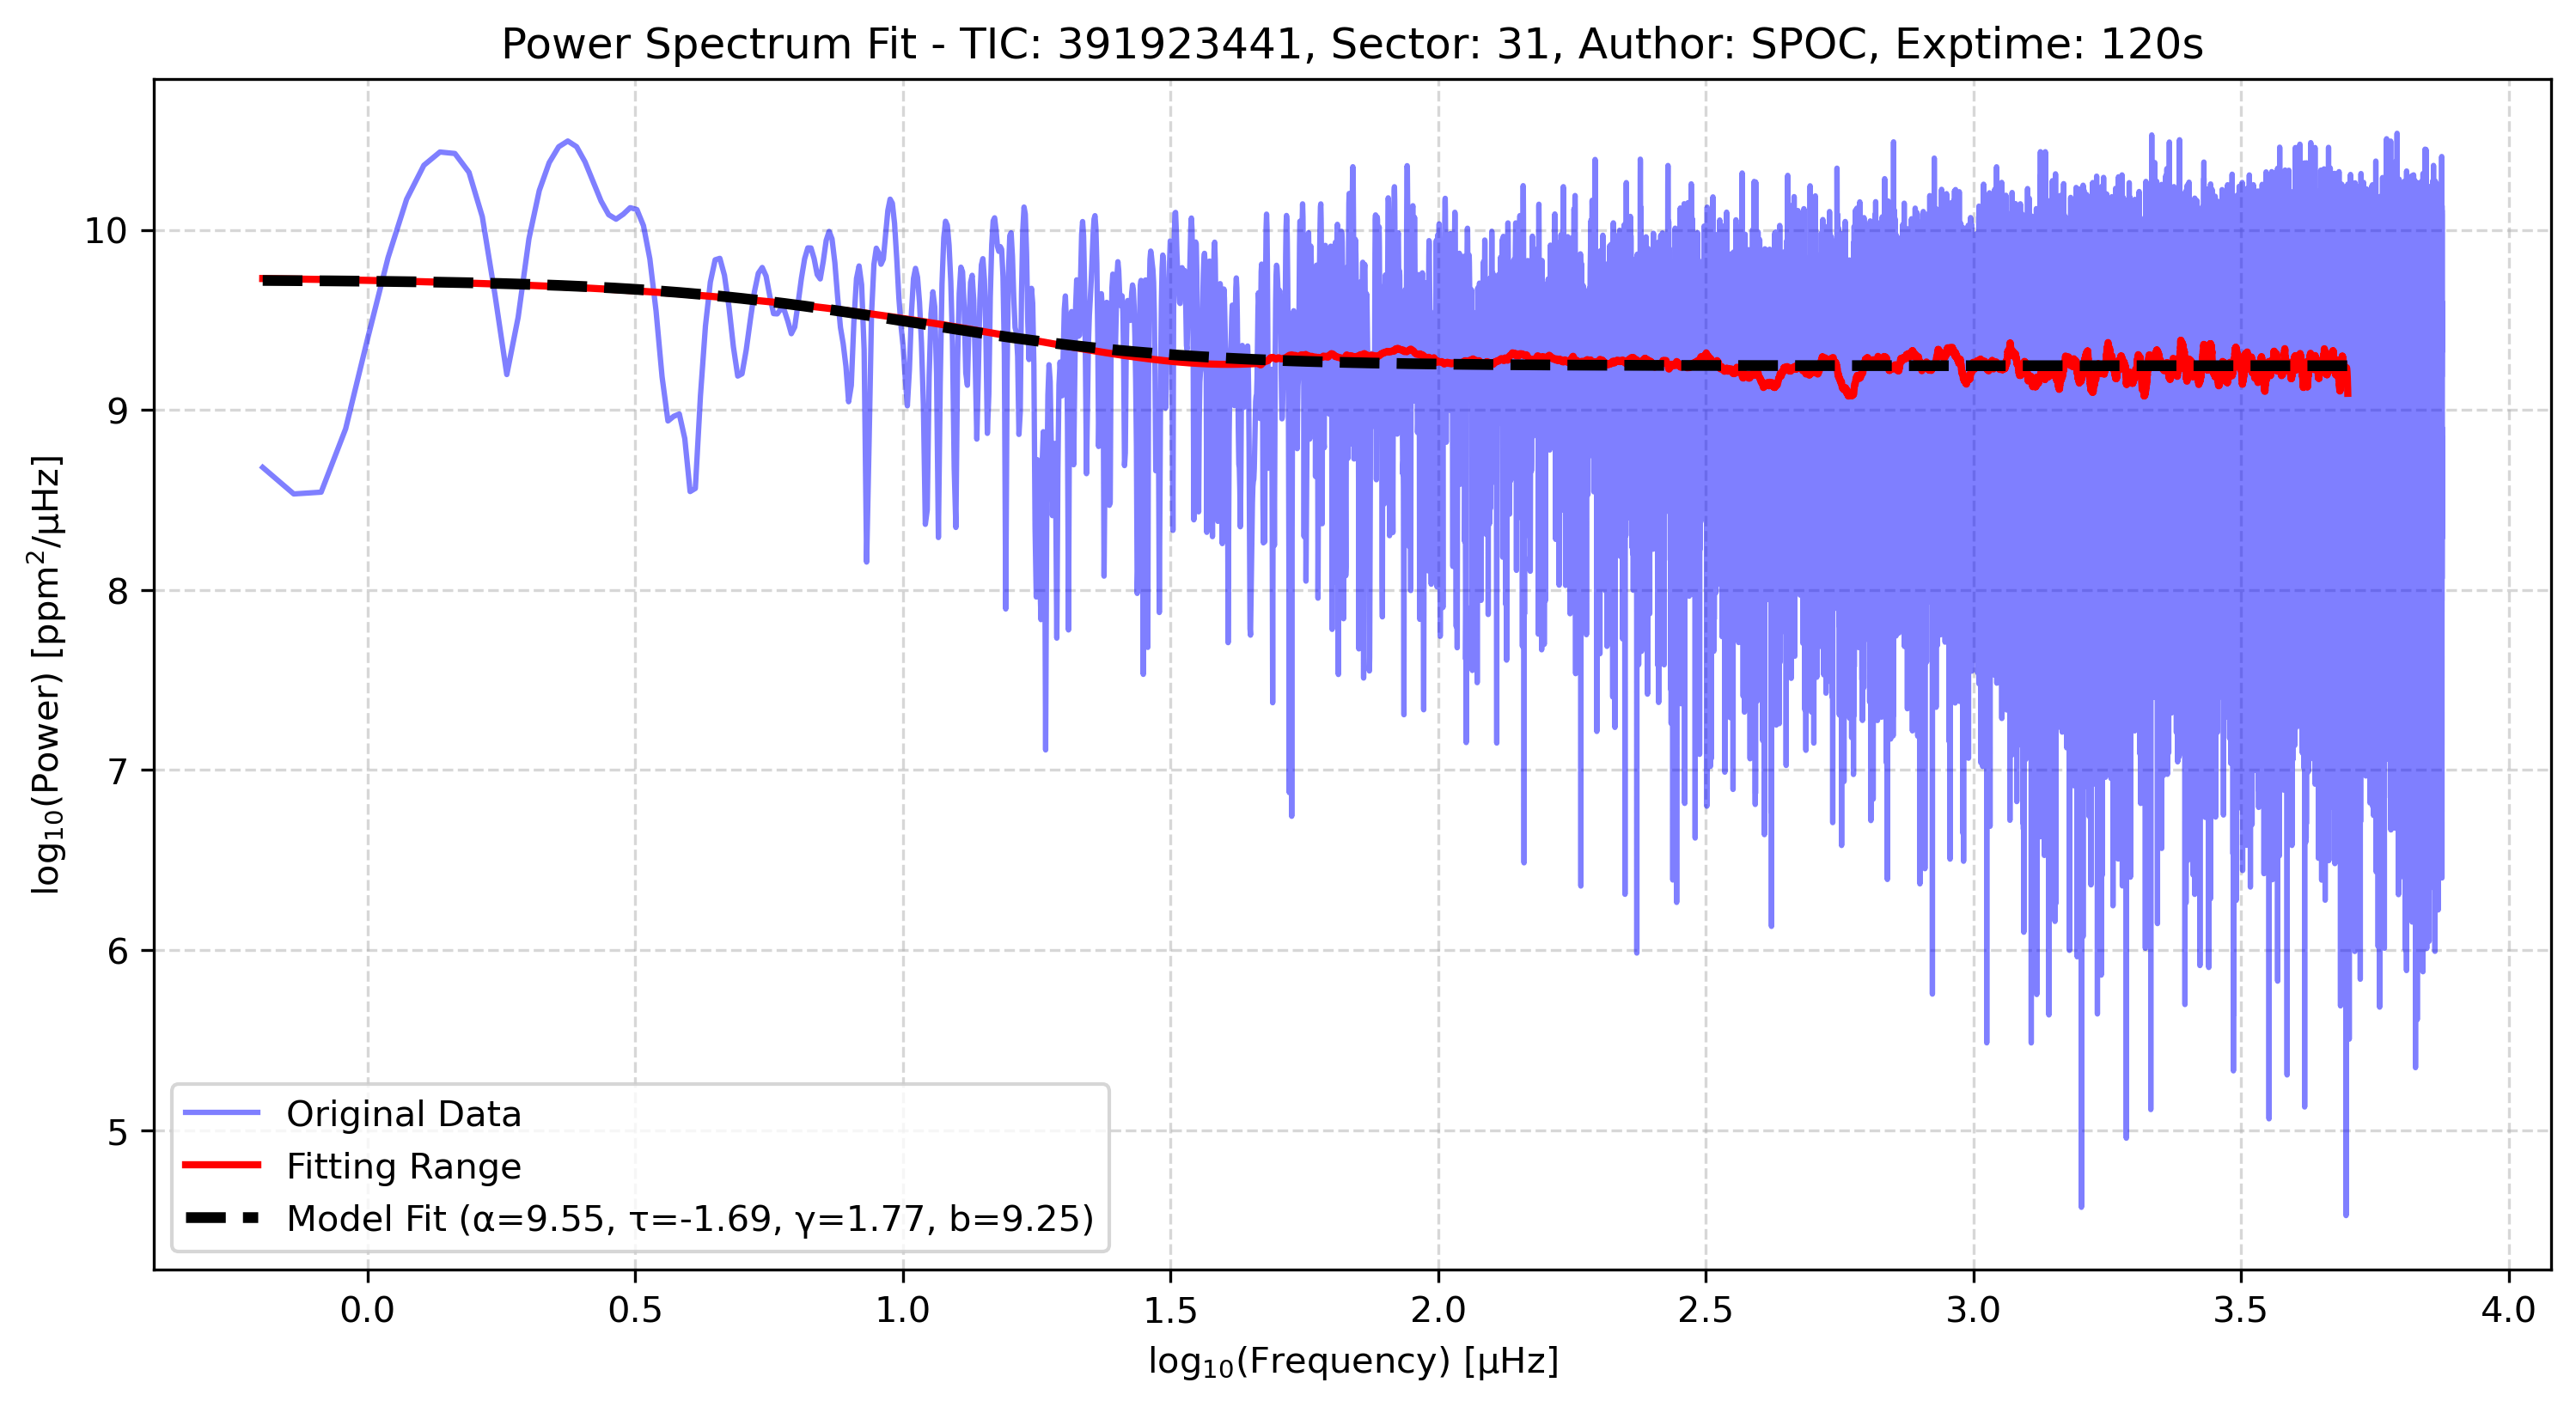 Power Spectrum Fit - TIC: 391923441, Sector: 31, Author: SPOC, Exptime: 120s
log₁₀(Power) [ppm²/μHz]
10
9
8
7
6
5
Original Data
Fitting Range
Model Fit (α=9.55, τ=-1.69, γ=1.77, b=9.25)
0.0 0.5 1.0 1.5 2.0 2.5 3.0 3.5 4.0
log₁₀(Frequency) [μHz]